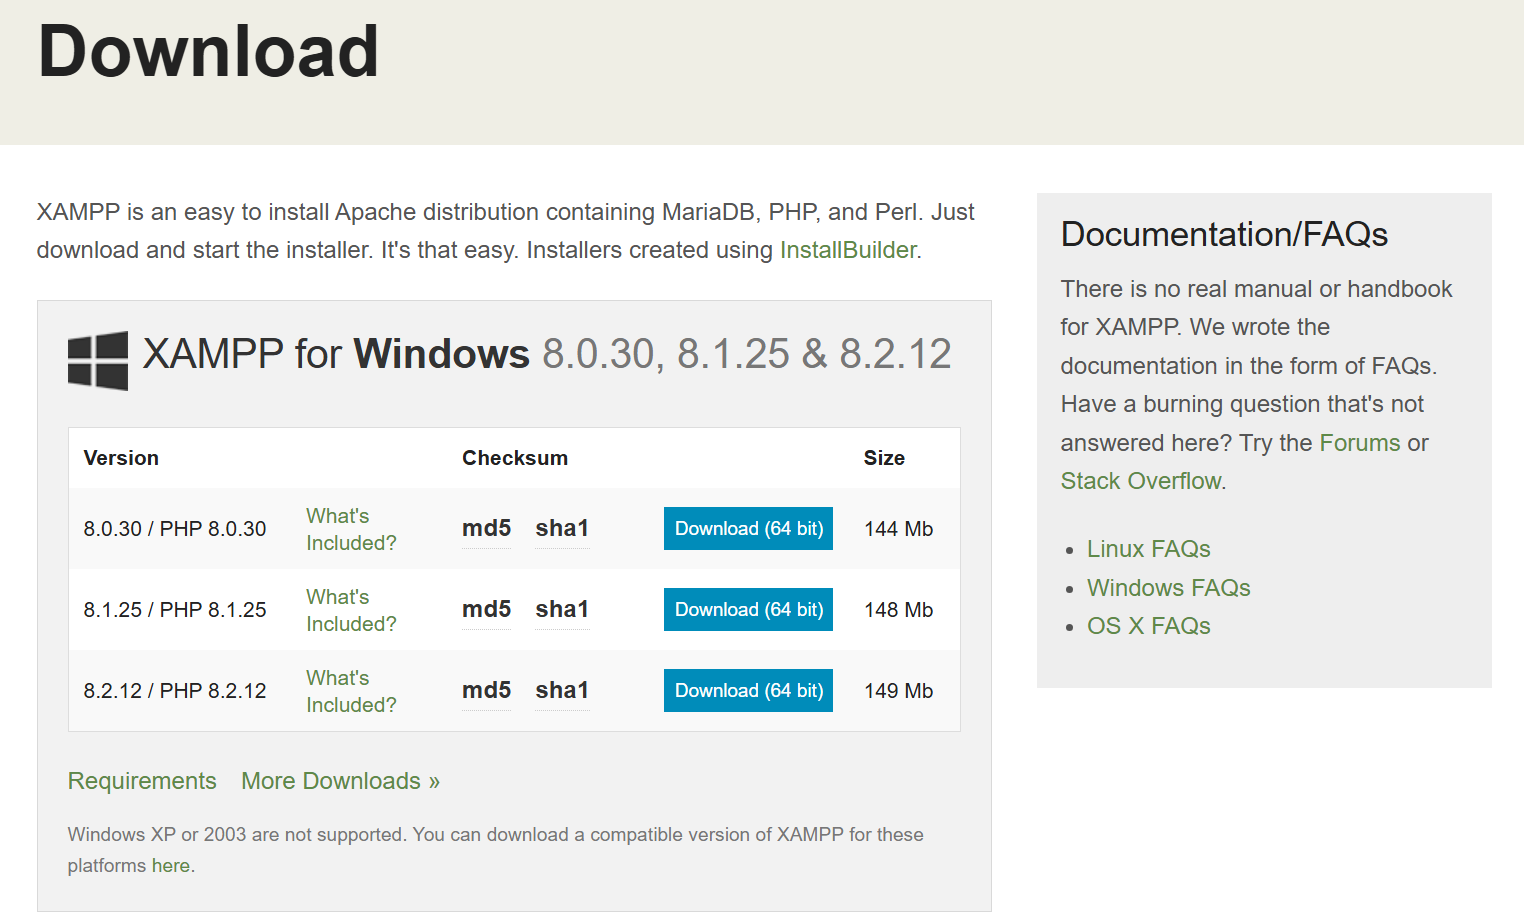 Download
XAMPP is an easy to install Apache distribution containing MariaDB, PHP, and Perl. Just
download and start the installer. It's that easy. Installers created using InstallBuilder.
XAMPP for Windows 8.0.30, 8.1.25 & 8.2.12
Version Checksum Size
8.0.30 / PHP 8.0.30 What's Included? md5 sha1 Download (64 bit) 144 Mb
8.1.25 / PHP 8.1.25 What's Included? md5 sha1 Download (64 bit) 148 Mb
8.2.12 / PHP 8.2.12 What's Included? md5 sha1 Download (64 bit) 149 Mb
Requirements More Downloads »
Windows XP or 2003 are not supported. You can download a compatible version of XAMPP for these
platforms here.
Documentation/FAQs
There is no real manual or handbook
for XAMPP. We wrote the
documentation in the form of FAQs.
Have a burning question that's not
answered here? Try the Forums or
Stack Overflow.
• Linux FAQs
• Windows FAQs
• OS X FAQs